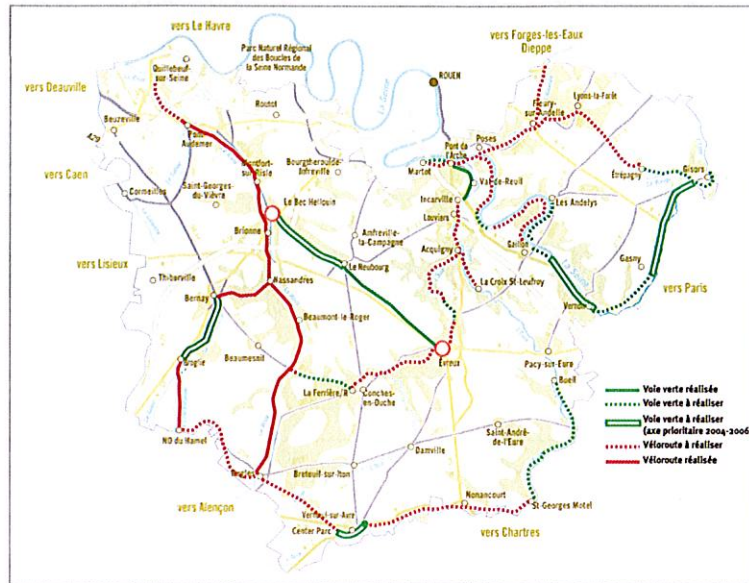 vers Le Havre
Parc Naturel Régional
des Boucles de
la Seine Normande
vers Forges-les-Eaux
Dieppe
Quillebeuf-
sur-Seine
ROUEN
La Seine
vers Deauville
Lyons-la-Forêt
Fleury-
sur-Andelle
Routot
Beuzeville
Pont-
Audemer
Poses
Pont de
l'Arche
A29
Bourgtheroulde-
Infreville
Martot
Val-de-Reuil
Étrépagny
Gisors
Montfort-
sur-Risle
vers Caen
Cormeilles
Saint-Georges-
du-Vièvre
Le Bec Hellouin
Incarville
Louviers
Les Andelys
Brionne
Amfreville-
la-Campagne
Acquigny
Gaillon
La Seine
Gasny
vers Lisieux
Thiberville
Le Neubourg
La Croix St-Leufroy
vers Paris
Nassandres
Bernay
Vernon
Beaumont-le-Roger
Broglie
Beaumesnil
Évreux
Pacy-sur-Eure
Bueil
La Ferrière/R
Conches-
en-Ouche
Voie verte réalisée
Voie verte à réaliser
Voie verte à réaliser
(axe prioritaire 2004-2006)
Véloroute à réaliser
Véloroute réalisée
ND du Hamel
Saint-André-
de-l'Eure
Damville
Rugles
Breteuil-sur-Iton
Nonancourt
St-Georges Motel
vers Alençon
Verneuil-sur-Avre
Center Parc
vers Chartres